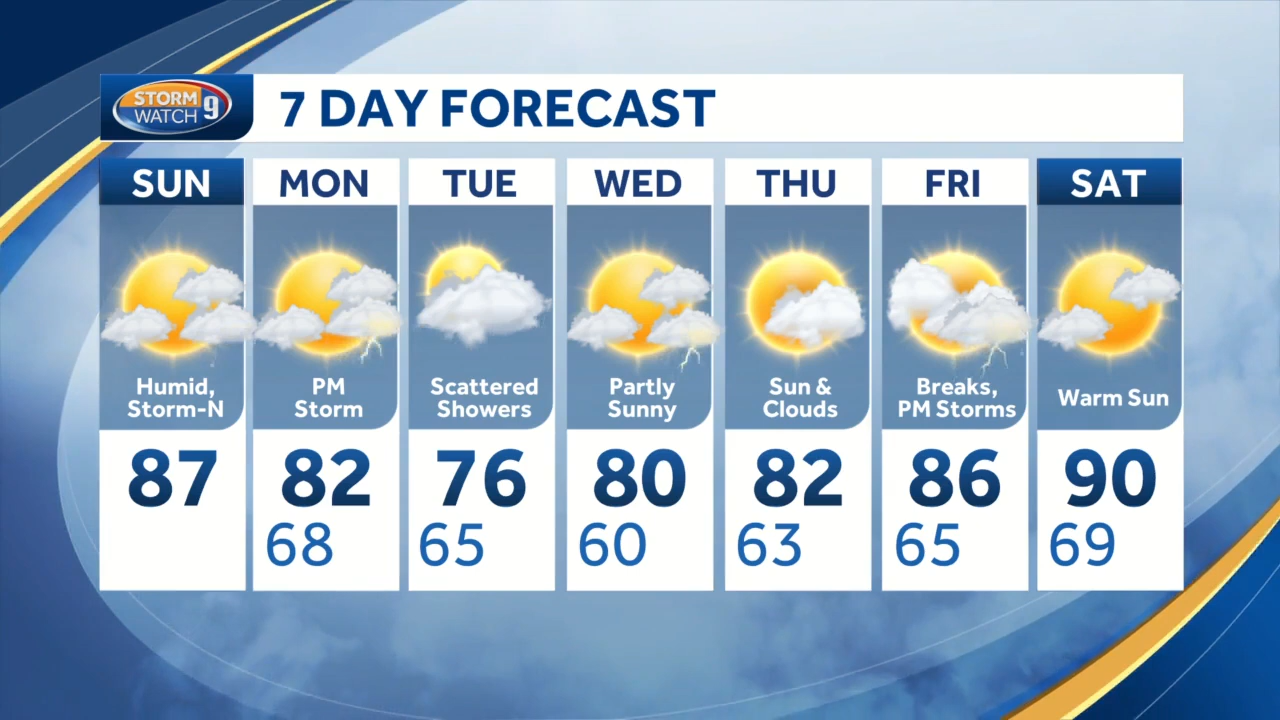 STORM
WATCH 9
7 DAY FORECAST
SUN
MON
TUE
WED
THU
FRI
SAT
Humid,
Storm-N
PM
Storm
Scattered
Showers
Partly
Sunny
Sun &
Clouds
Breaks,
PM Storms
Warm Sun
87
82
76
80
82
86
90
68
65
60
63
65
69